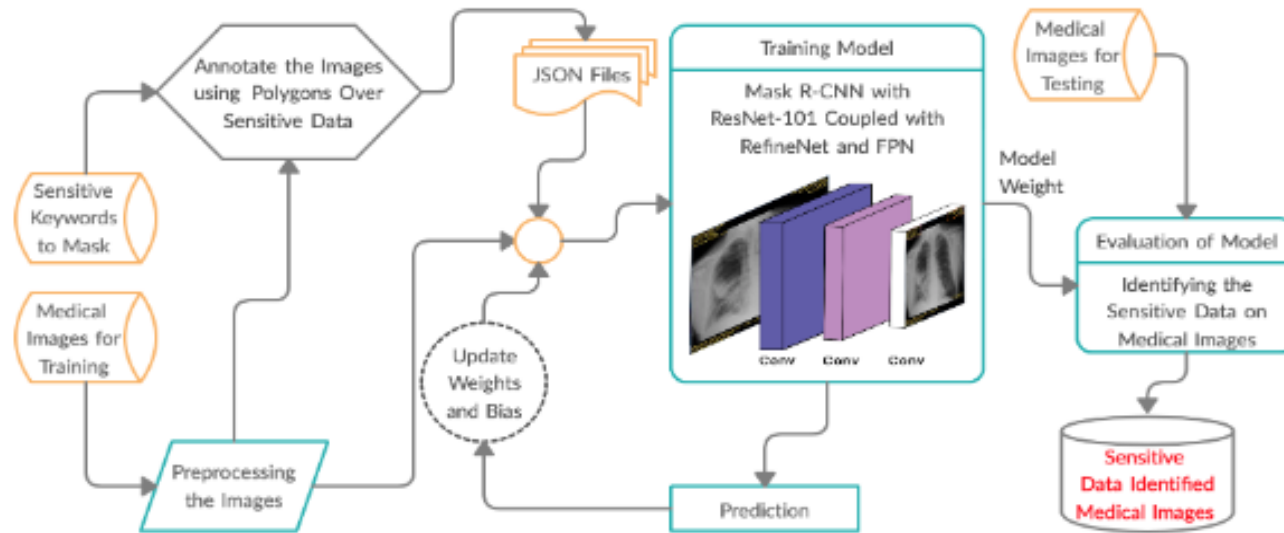 Annotate the Images
using Polygons Over
Sensitive Data
JSON Files
Training Model
Mask R-CNN with
ResNet-101 Coupled with
RefineNet and FPN
Conv
Conv
Conv
Medical
Images for
Testing
Model
Weight
Sensitive
Keywords
to Mask
Evaluation of Model
Identifying the
Sensitive Data on
Medical Images
Medical
Images for
Training
Update
Weights
and Bias
Preprocessing
the Images
Prediction
Sensitive
Data Identified
Medical Images